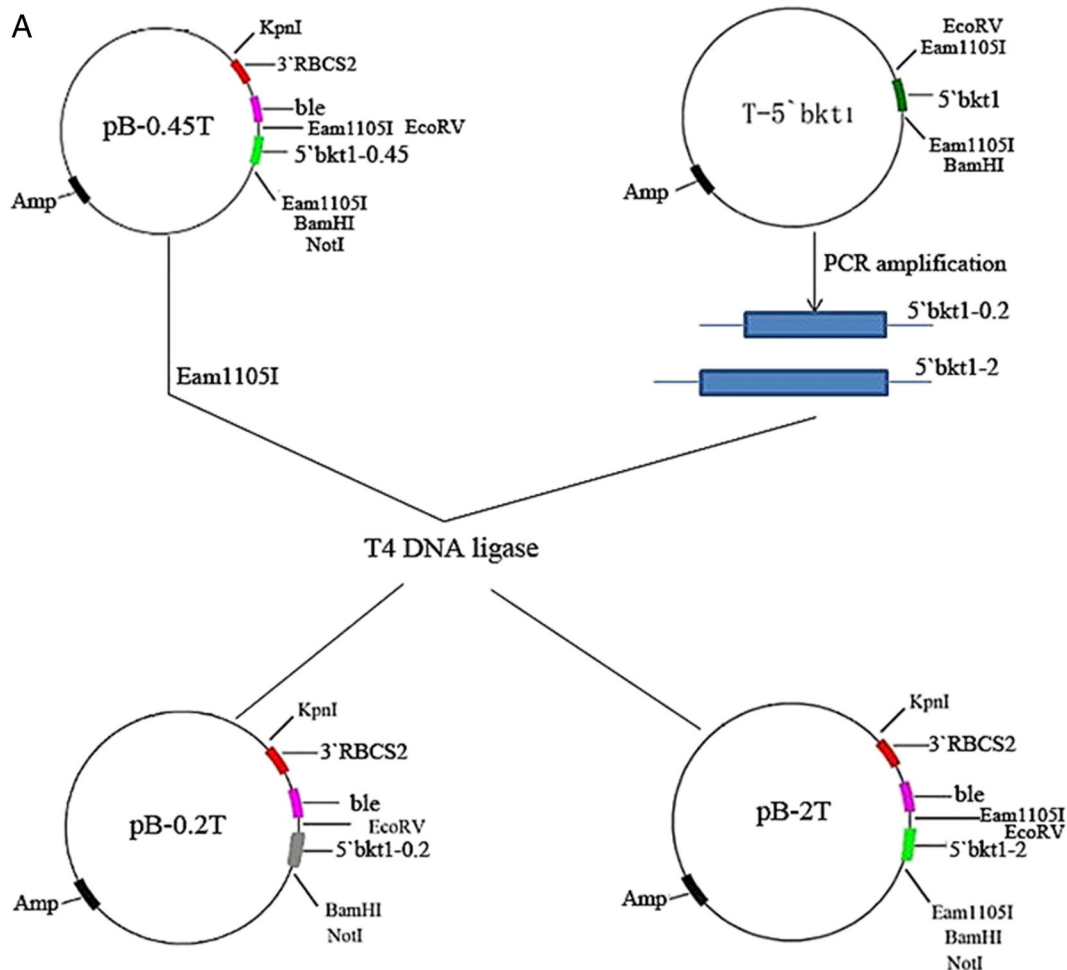 A
KpnI
3`RBCS2
ble
Eam1105I EcoRV
5`bkt1-0.45
Eam1105I
BamHI
NotI
pB-0.45T
Amp
EcoRV
Eam1105I
5`bkt1
Eam1105I
BamHI
T-5`bkt1
Amp
PCR amplification
5`bkt1-0.2
5`bkt1-2
Eam1105I
T4 DNA ligase
KpnI
3`RBCS2
ble
EcoRV
5`bkt1-0.2
BamHI
NotI
pB-0.2T
Amp
KpnI
3`RBCS2
ble
Eam1105I
EcoRV
5`bkt1-2
Eam1105I
BamHI
NotI
pB-2T
Amp